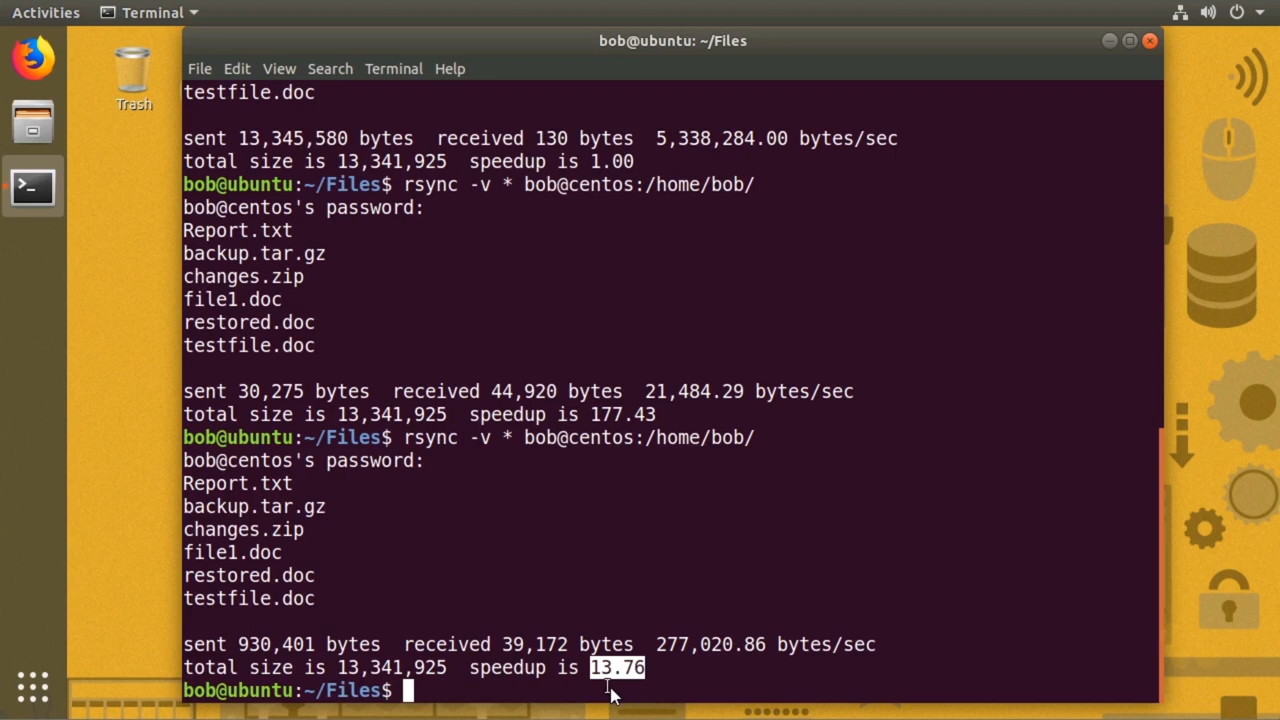 Activities Terminal
Trash
bob@ubuntu: ~/Files
File Edit View Search Terminal Help
testfile.doc
sent 13,345,580 bytes  received 130 bytes  5,338,284.00 bytes/sec
total size is 13,341,925  speedup is 1.00
bob@ubuntu:~/Files$ rsync -v * bob@centos:/home/bob/
bob@centos's password:
Report.txt
backup.tar.gz
changes.zip
file1.doc
restored.doc
testfile.doc
sent 30,275 bytes  received 44,920 bytes  21,484.29 bytes/sec
total size is 13,341,925  speedup is 177.43
bob@ubuntu:~/Files$ rsync -v * bob@centos:/home/bob/
bob@centos's password:
Report.txt
backup.tar.gz
changes.zip
file1.doc
restored.doc
testfile.doc
sent 930,401 bytes  received 39,172 bytes  277,020.86 bytes/sec
total size is 13,341,925  speedup is 13.76
bob@ubuntu:~/Files$